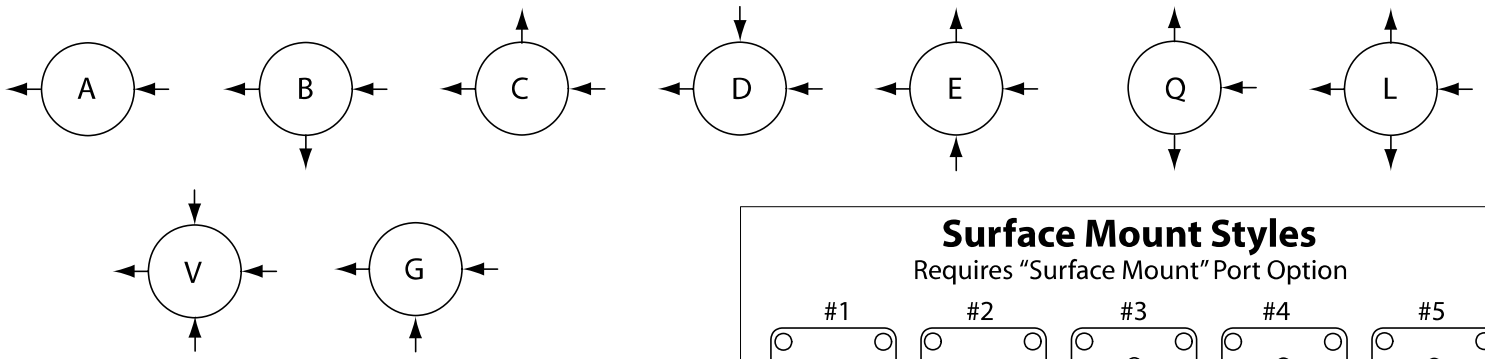 A B C D E Q L
V G
Surface Mount Styles
Requires “Surface Mount” Port Option
#1 #2 #3 #4 #5